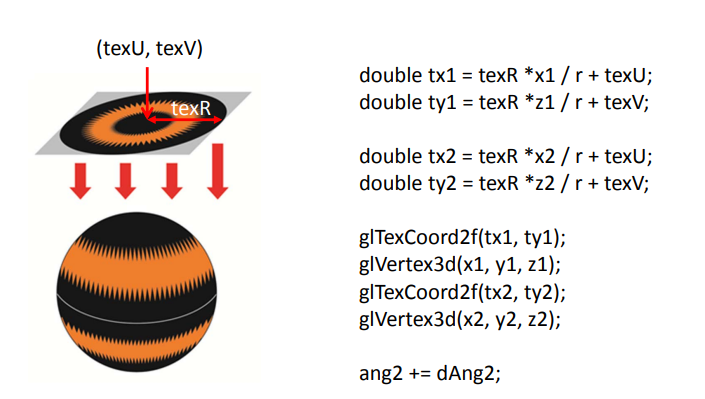 (texU, texV)
texR
double tx1 = texR *x1 / r + texU;
double ty1 = texR *z1 / r + texV;
double tx2 = texR *x2 / r + texU;
double ty2 = texR *z2 / r + texV;
glTexCoord2f(tx1, ty1);
glVertex3d(x1, y1, z1);
glTexCoord2f(tx2, ty2);
glVertex3d(x2, y2, z2);
ang2 += dAng2;